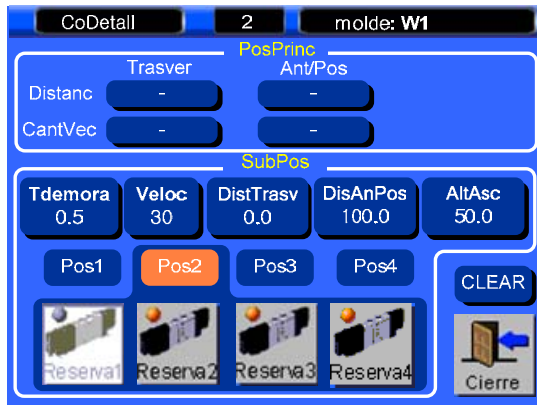 CoDetall 2 molde: W1
PosPrinc
Trasver Ant/Pos
Distanc - -
CantVec - -
SubPos
Tdemora Veloc DistTrasv DisAnPos AltAsc
0.5 30 0.0 100.0 50.0
Pos1 Pos2 Pos3 Pos4
CLEAR
Reserva1 Reserva2 Reserva3 Reserva4
Cierre